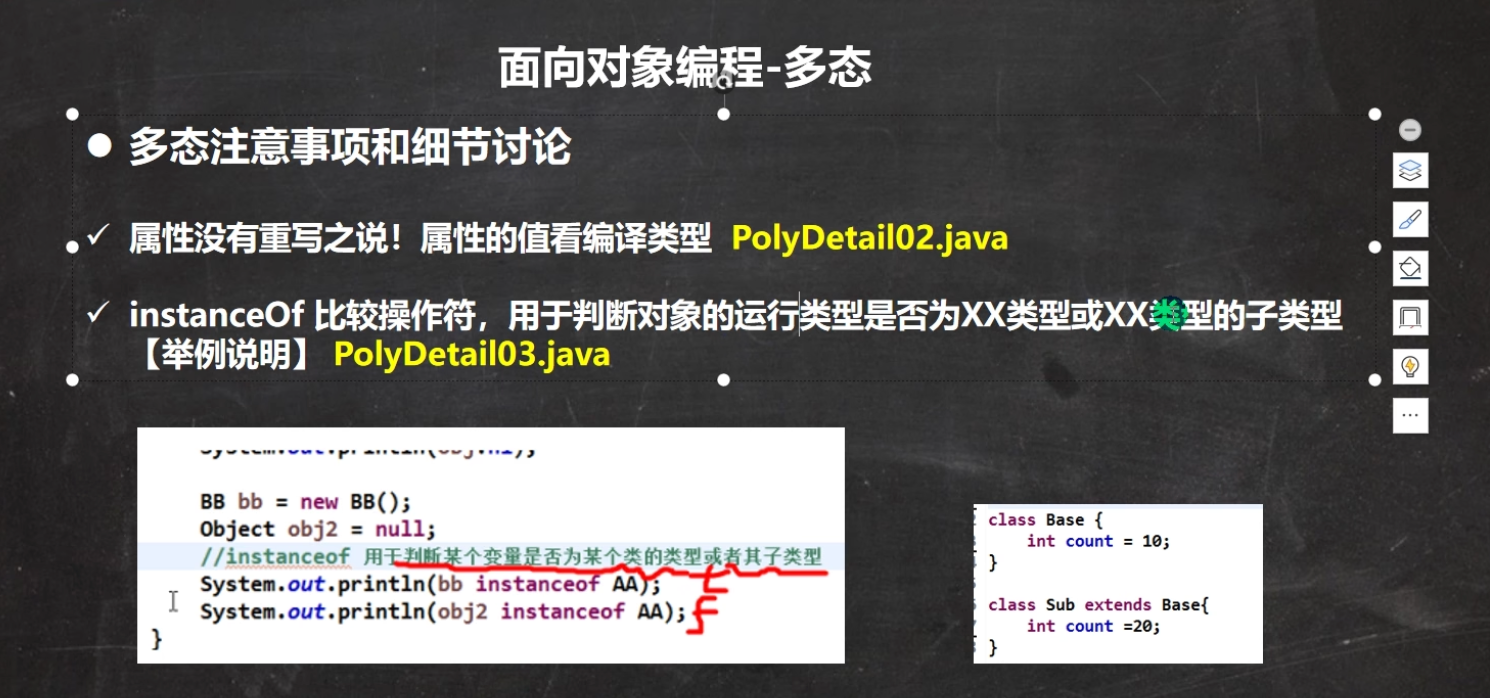 面向对象编程-多态
● 多态注意事项和细节讨论
✓ 属性没有重写之说！属性的值看编译类型 PolyDetail02.java
✓ instanceOf 比较操作符，用于判断对象的运行类型是否为XX类型或XX类型的子类型
【举例说明】 PolyDetail03.java
BB bb = new BB();
Object obj2 = null;
//instanceof 用于判断某个变量是否为某个类的类型或者其子类型
System.out.println(bb instanceof AA); t
System.out.println(obj2 instanceof AA); F
}
class Base {
int count = 10;
}
class Sub extends Base{
int count =20;
}